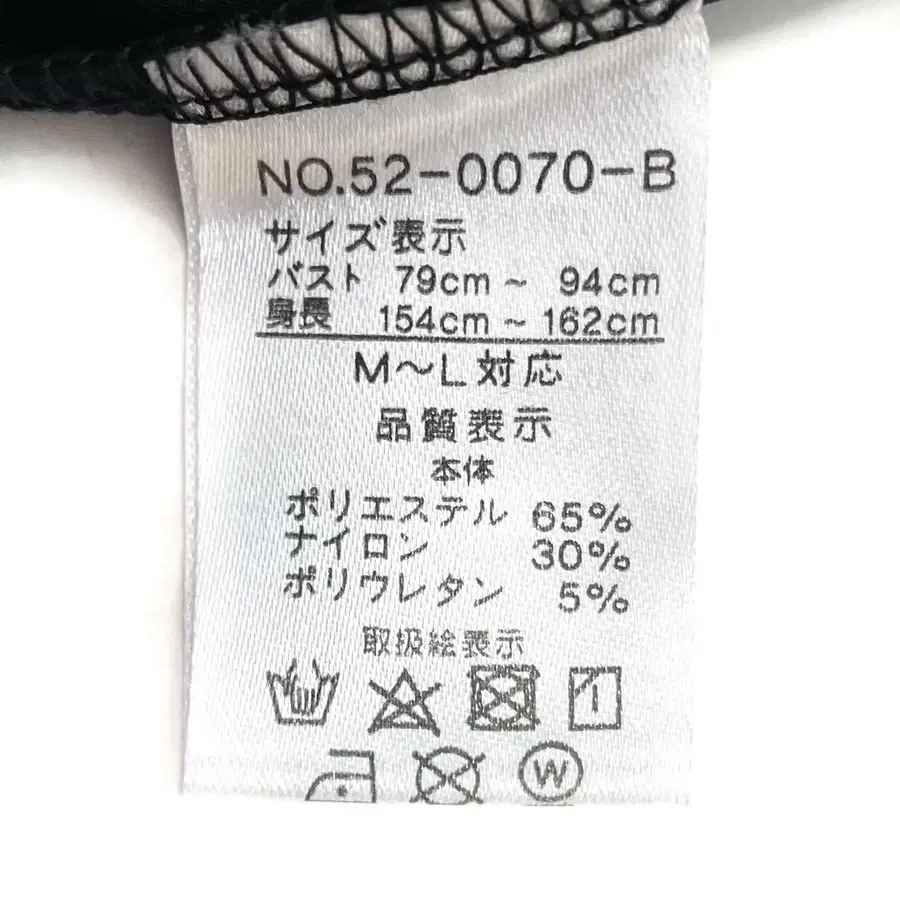 NO.52-0070-B
サイズ表示
バスト 79cm~ 94cm
身長 154cm~162cm
M~L対応
品質表示
本体
ポリエステル 65%
ナイロン 30%
ポリウレタン 5%
取扱絵表示
W